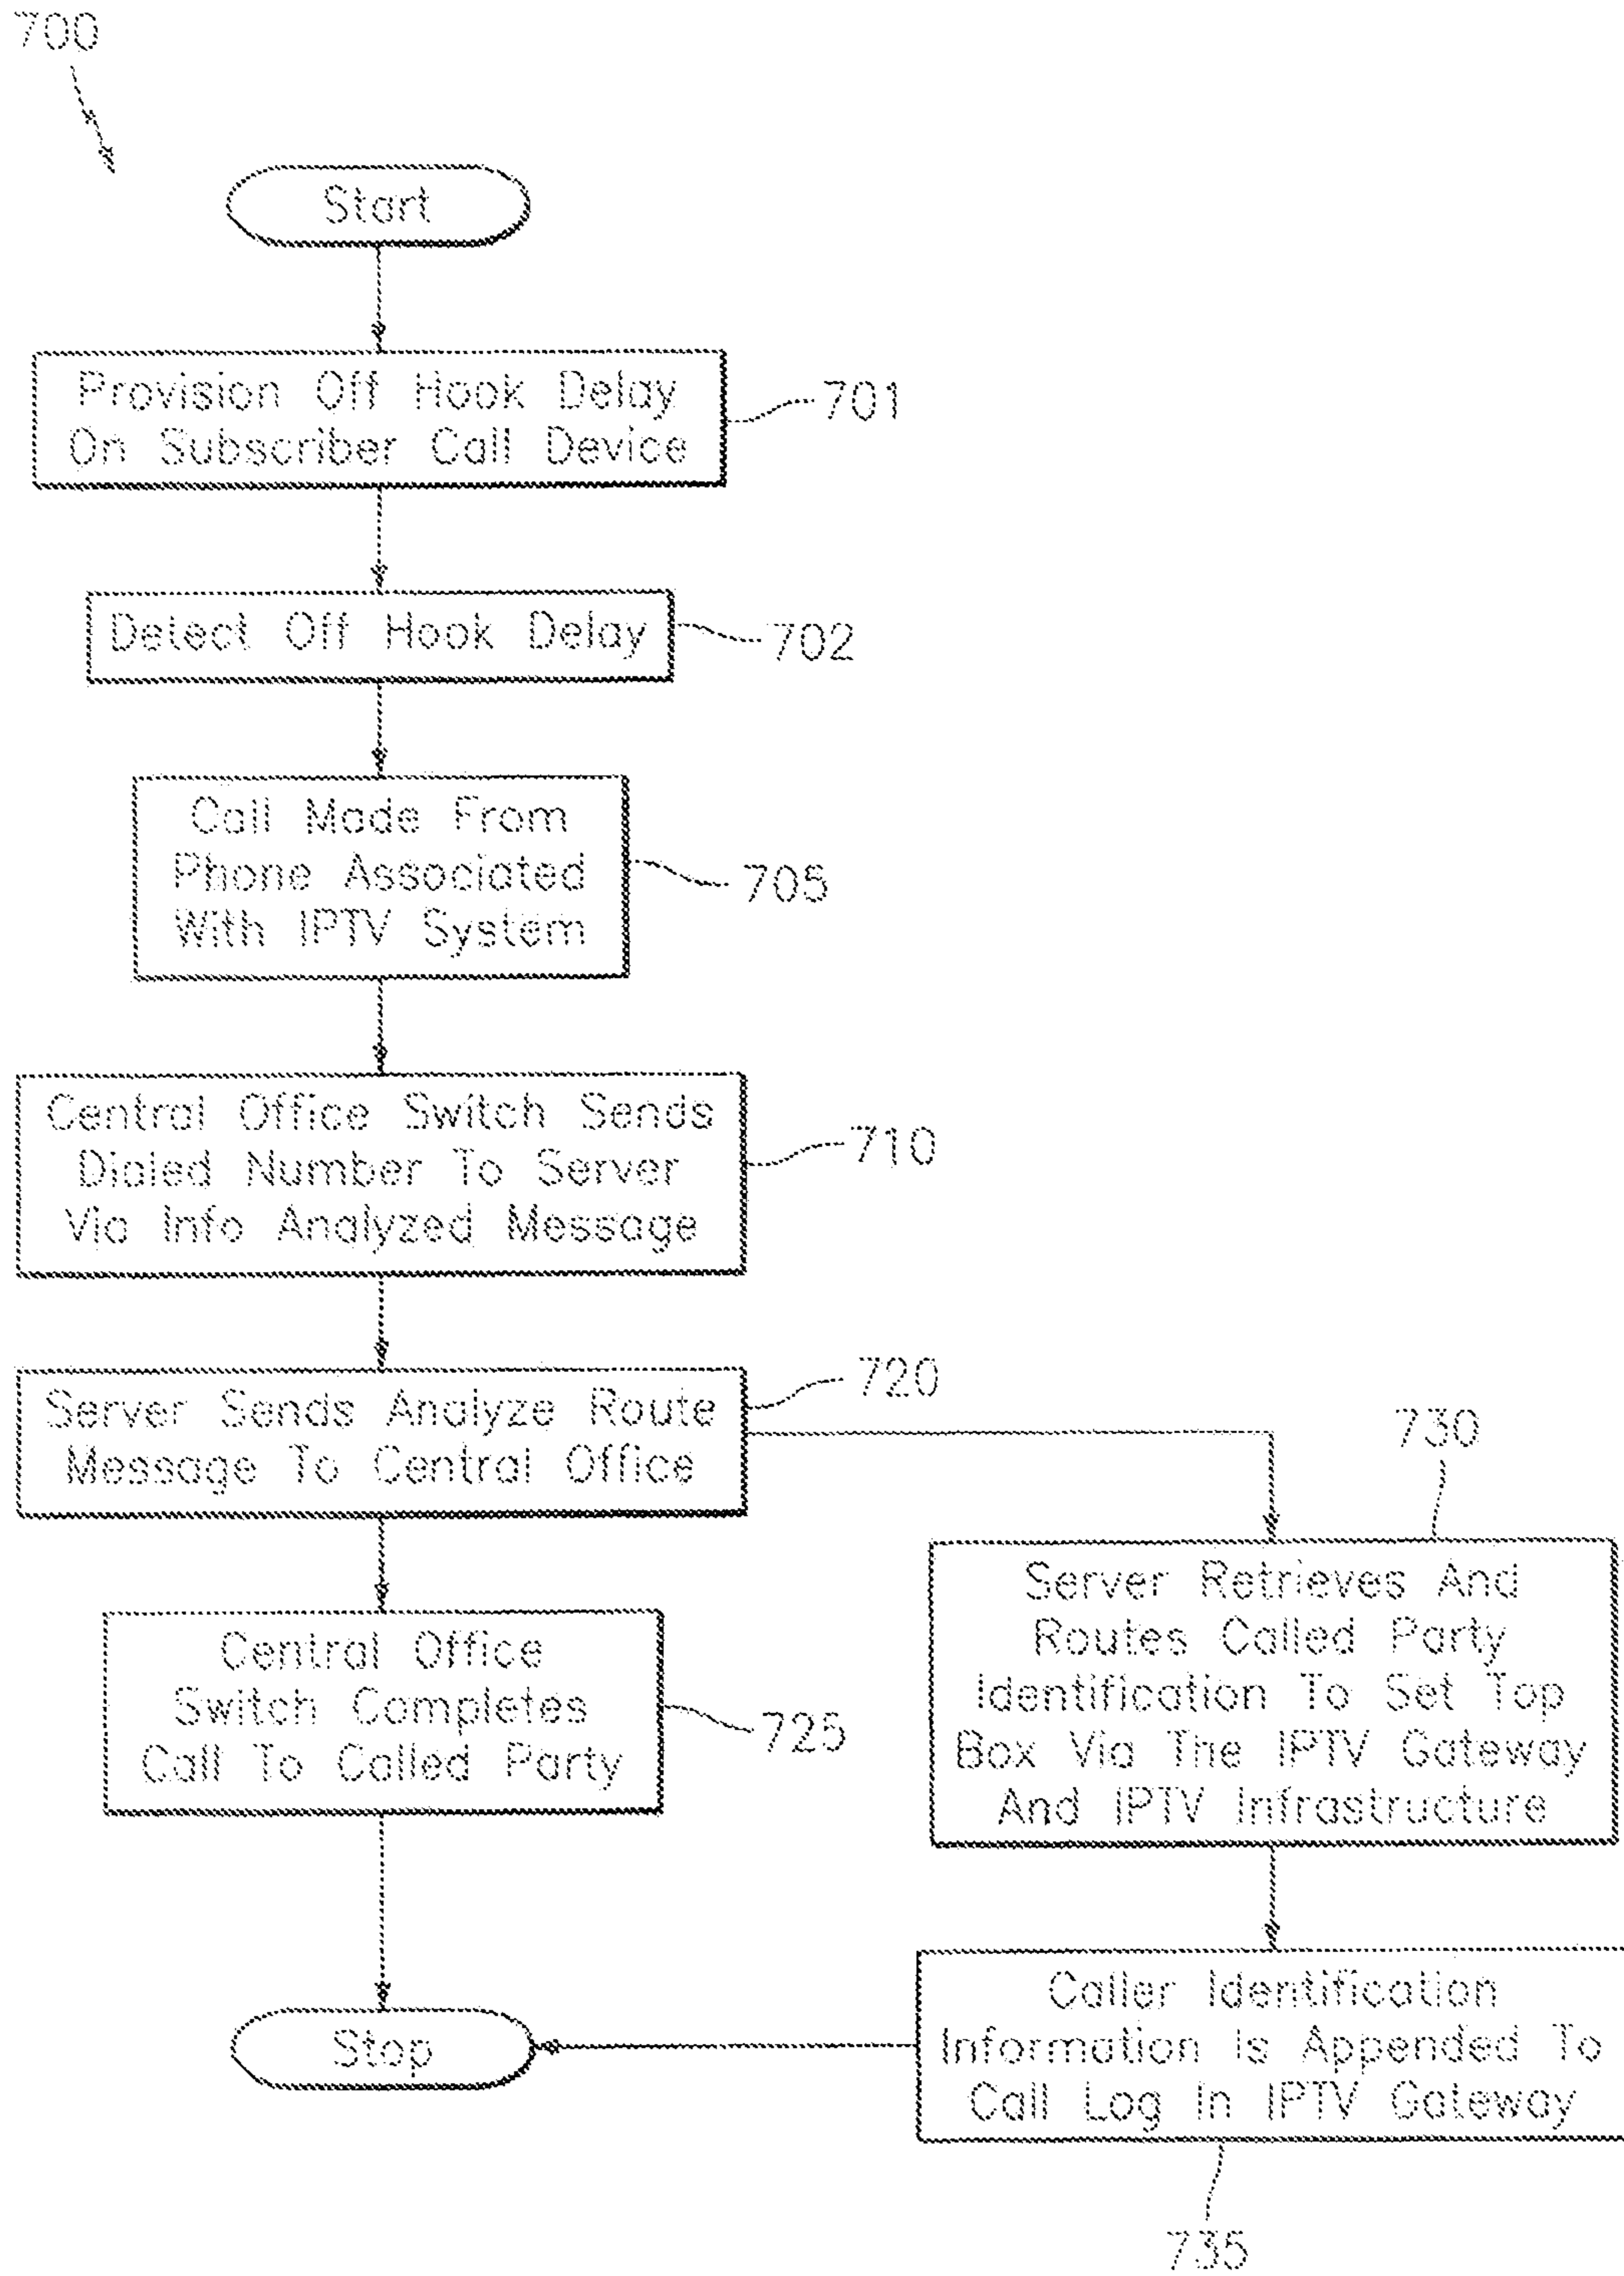 700
Start
Provision Off Hook Delay
On Subscriber Call Device
701
Detect Off Hook Delay
702
Call Made From
Phone Associated
With IPTV System
705
Central Office Switch Sends
Dialed Number To Server
Via Info Analyzed Message
710
Server Sends Analyze Route
Message To Central Office
720
730
Server Retrieves And
Routes Called Party
Identification To Set Top
Box Via The IPTV Gateway
And IPTV Infrastructure
Central Office
Switch Completes
Call To Called Party
725
Caller Identification
Information Is Appended To
Call Log In IPTV Gateway
735
Stop